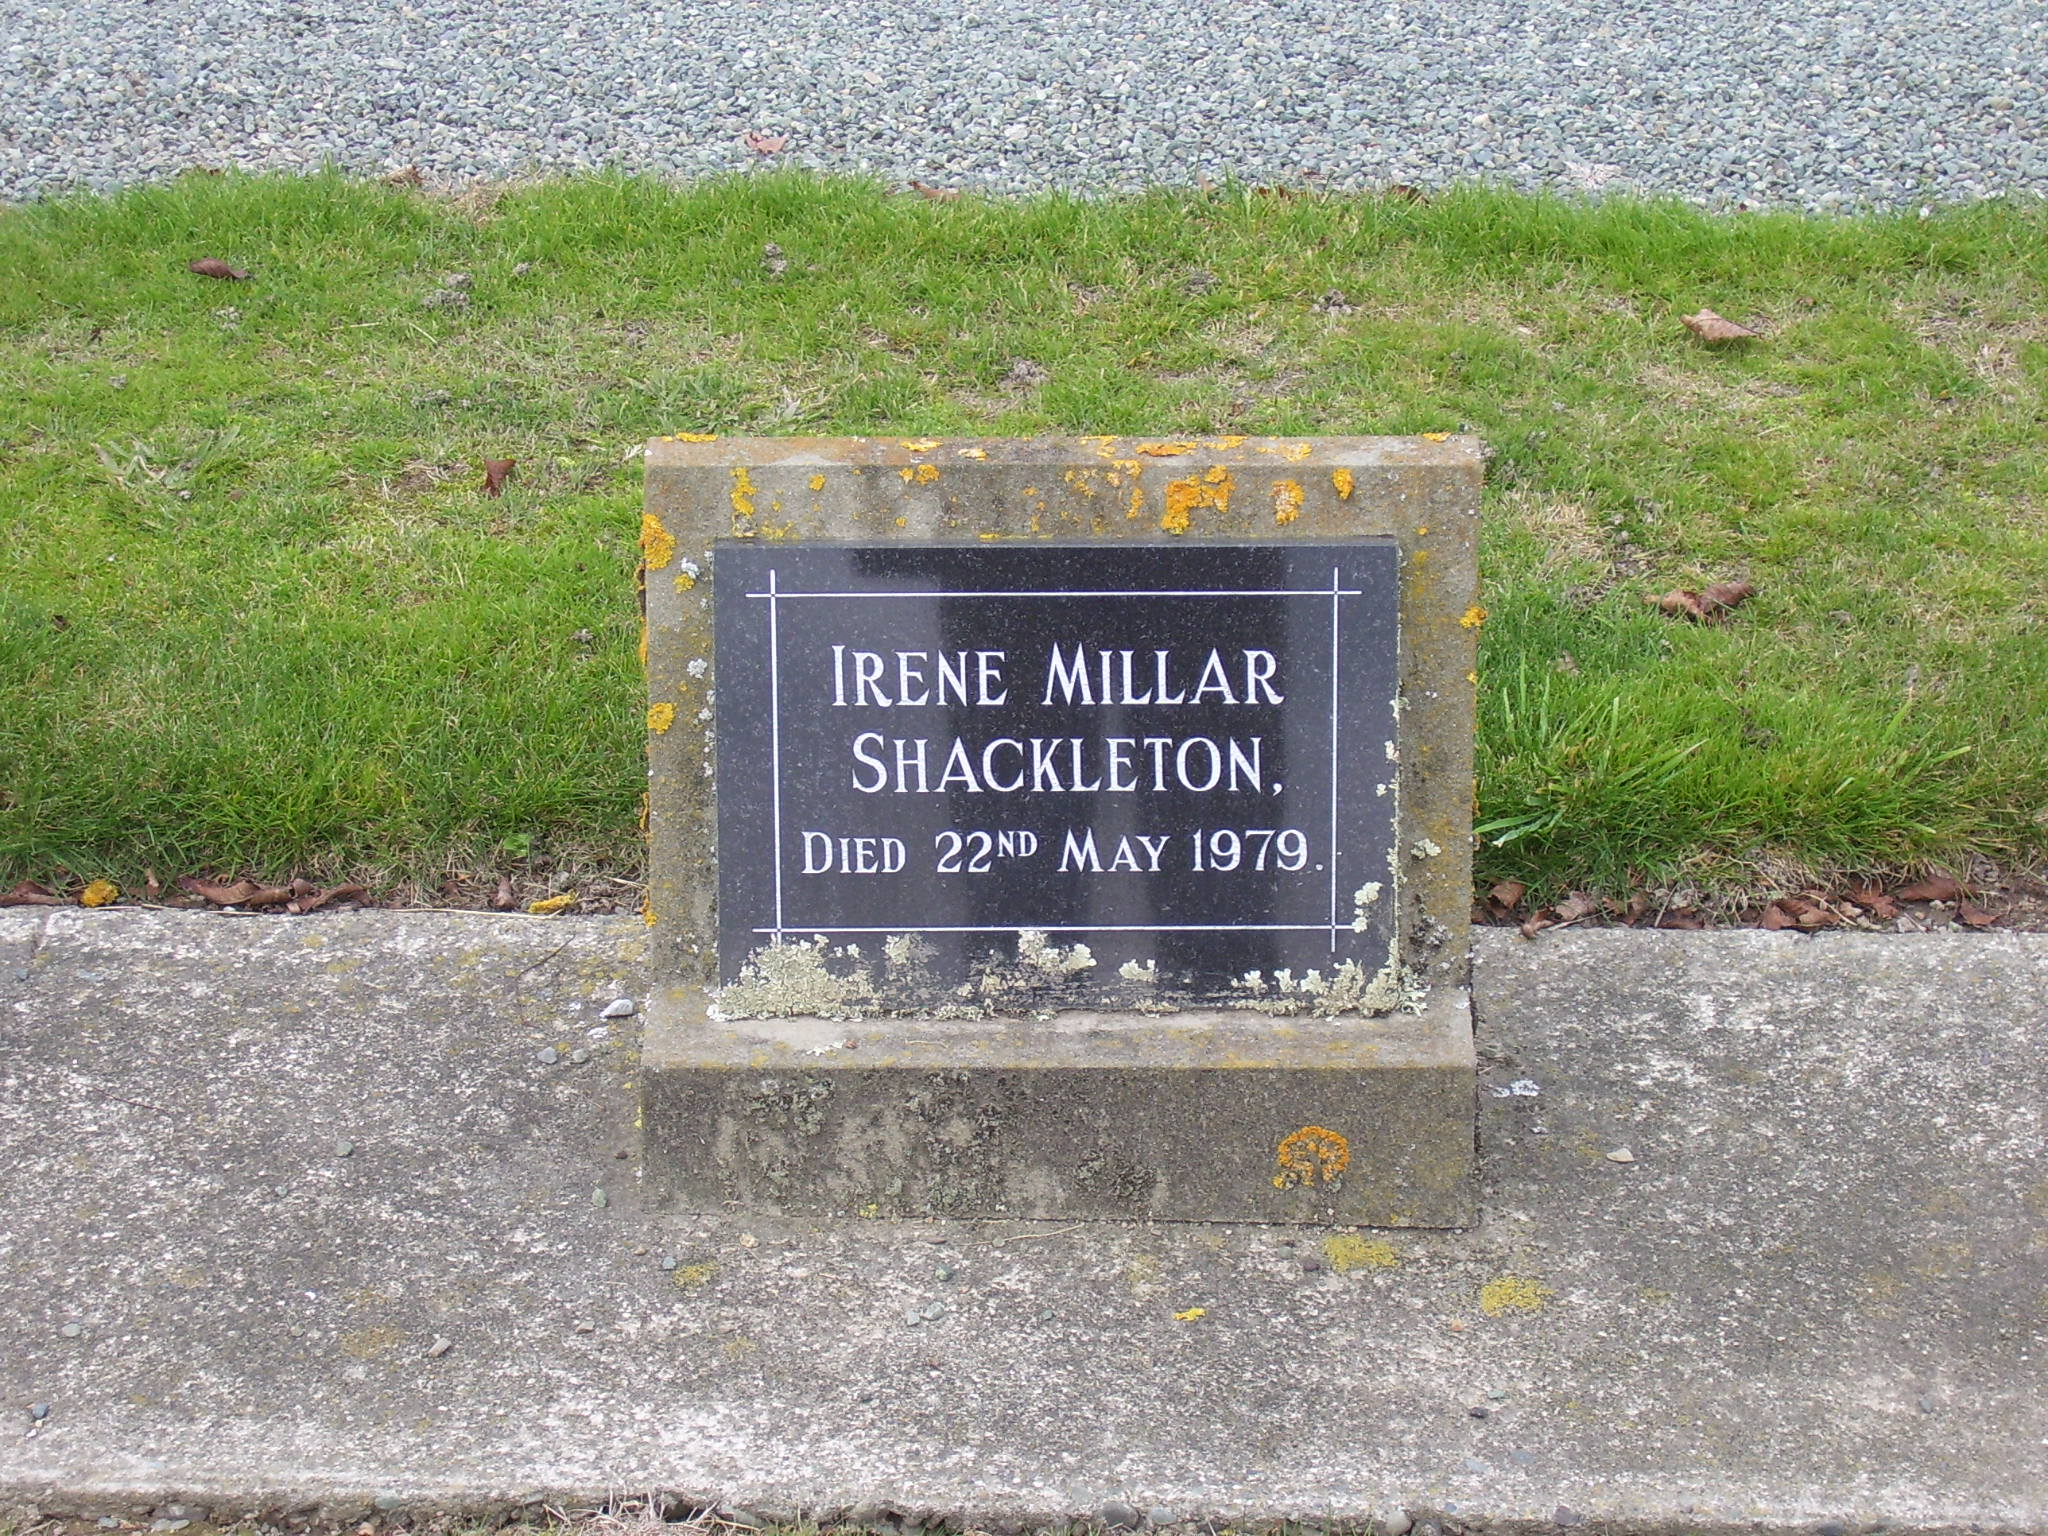 IRENE MILLAR
SHACKLETON,
DIED 22ND MAY 1979.